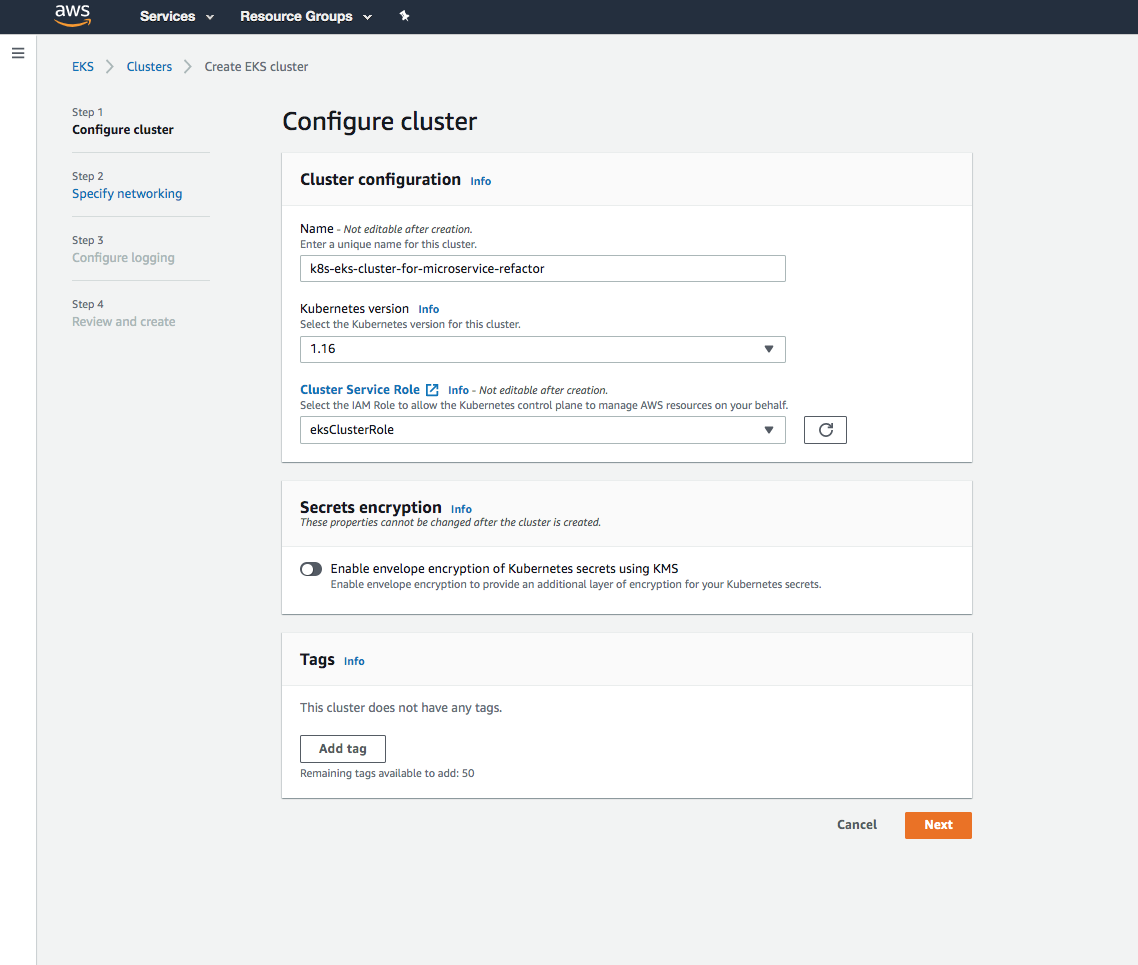 aws Services Resource Groups
EKS Clusters Create EKS cluster
Step 1
Configure cluster
Step 2
Specify networking
Step 3
Configure logging
Step 4
Review and create
Configure cluster
Cluster configuration Info
Name - Not editable after creation.
Enter a unique name for this cluster.
k8s-eks-cluster-for-microservice-refactor
Kubernetes version Info
Select the Kubernetes version for this cluster.
1.16
Cluster Service Role Info - Not editable after creation.
Select the IAM Role to allow the Kubernetes control plane to manage AWS resources on your behalf.
eksClusterRole
Secrets encryption Info
These properties cannot be changed after the cluster is created.
Enable envelope encryption of Kubernetes secrets using KMS
Enable envelope encryption to provide an additional layer of encryption for your Kubernetes secrets.
Tags Info
This cluster does not have any tags.
Add tag
Remaining tags available to add: 50
Cancel Next